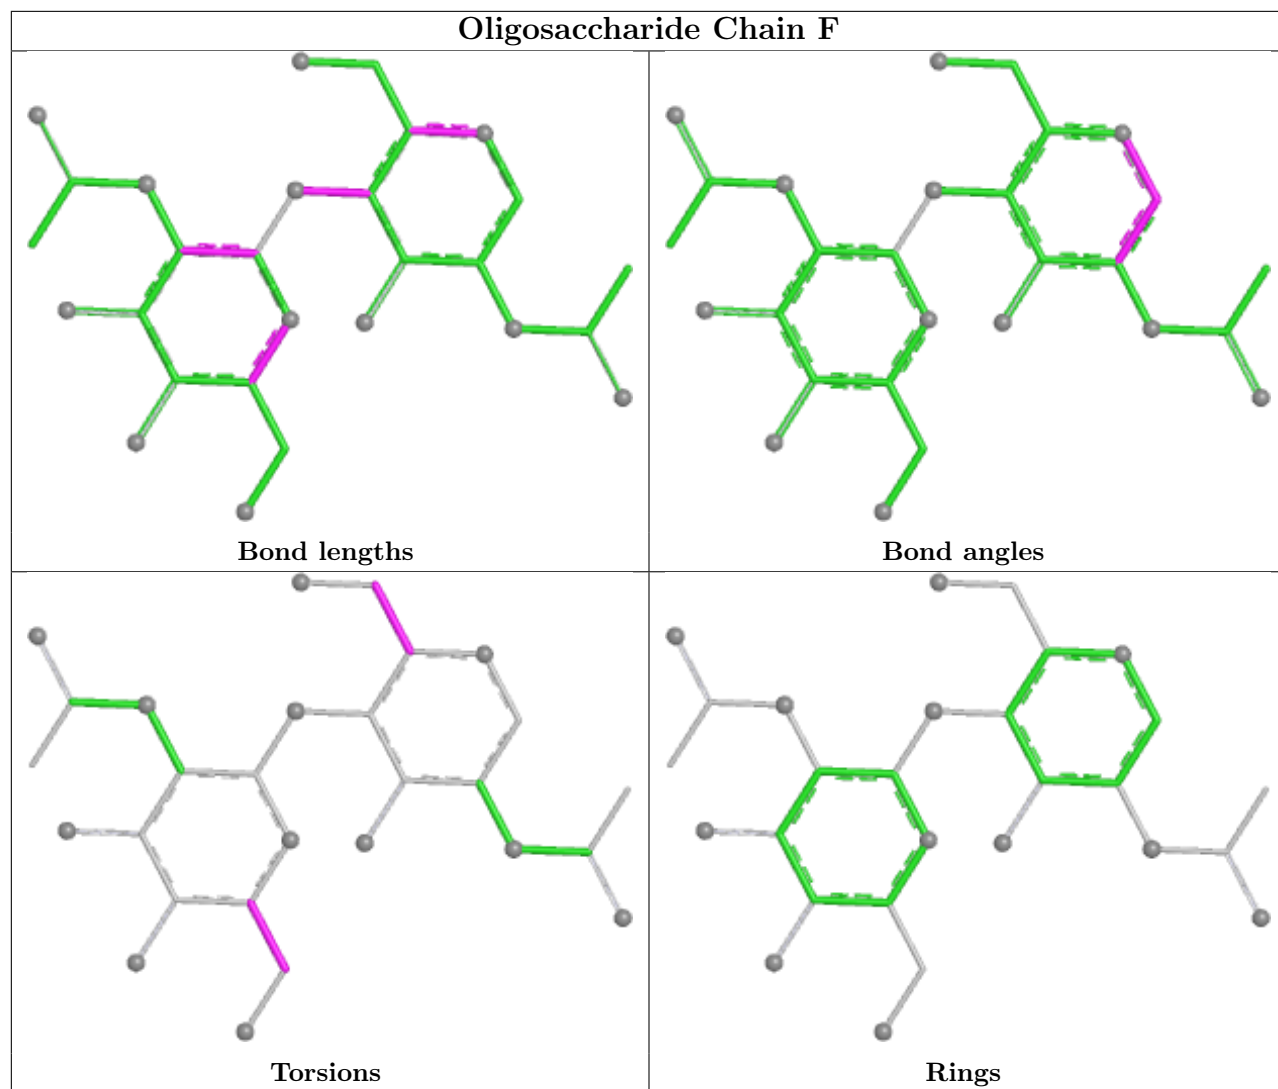 Oligosaccharide Chain F
Bond lengths
Bond angles
Torsions
Rings